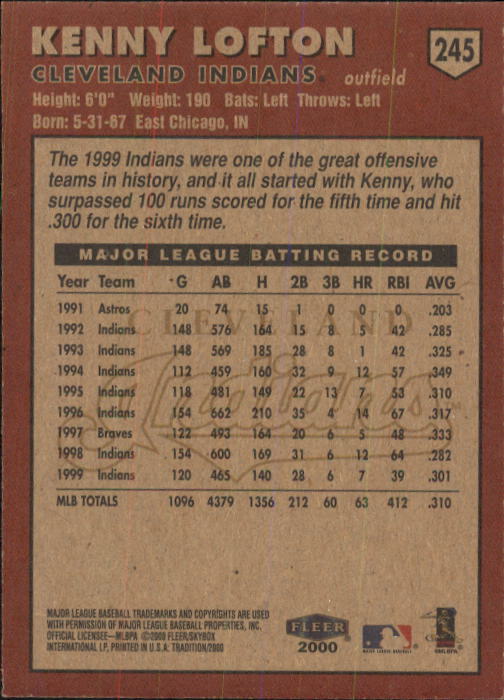 KENNY LOFTON
245
CLEVELAND INDIANS outfield
Height: 6'0" Weight: 190 Bats: Left Throws: Left
Born: 5-31-67 East Chicago, IN
The 1999 Indians were one of the great offensive
teams in history, and it all started with Kenny, who
surpassed 100 runs scored for the fifth time and hit
.300 for the sixth time.
MAJOR LEAGUE BATTING RECORD
Year Team G AB H 2B 3B HR RBI AVG
1991 Astros 20 74 15 1 0 0 0 .203
CLEVELAND
1992 Indians 148 576 164 15 8 5 42 .285
1993 Indians 148 569 185 28 8 1 42 .325
1994 Indians 112 459 160 32 9 12 57 .349
Indians
1995 Indians 118 481 149 22 13 7 53 .310
1996 Indians 154 662 210 35 4 14 67 .317
1997 Braves 122 493 164 20 6 5 48 .333
1998 Indians 154 600 169 31 6 12 64 .282
1999 Indians 120 465 140 28 6 7 39 .301
MLB TOTALS 1096 4379 1356 212 60 63 412 .310
MAJOR LEAGUE BASEBALL TRADEMARKS AND COPYRIGHTS ARE USED
WITH PERMISSION OF MAJOR LEAGUE BASEBALL PROPERTIES, INC.
OFFICIAL LICENSEE—MLBPA ©2000 FLEER/SKYBOX
INTERNATIONAL LP, PRINTED IN U.S.A. TRADITION/2000
FLEER
2000
MAJOR LEAGUE BASEBALL
©MLBPA